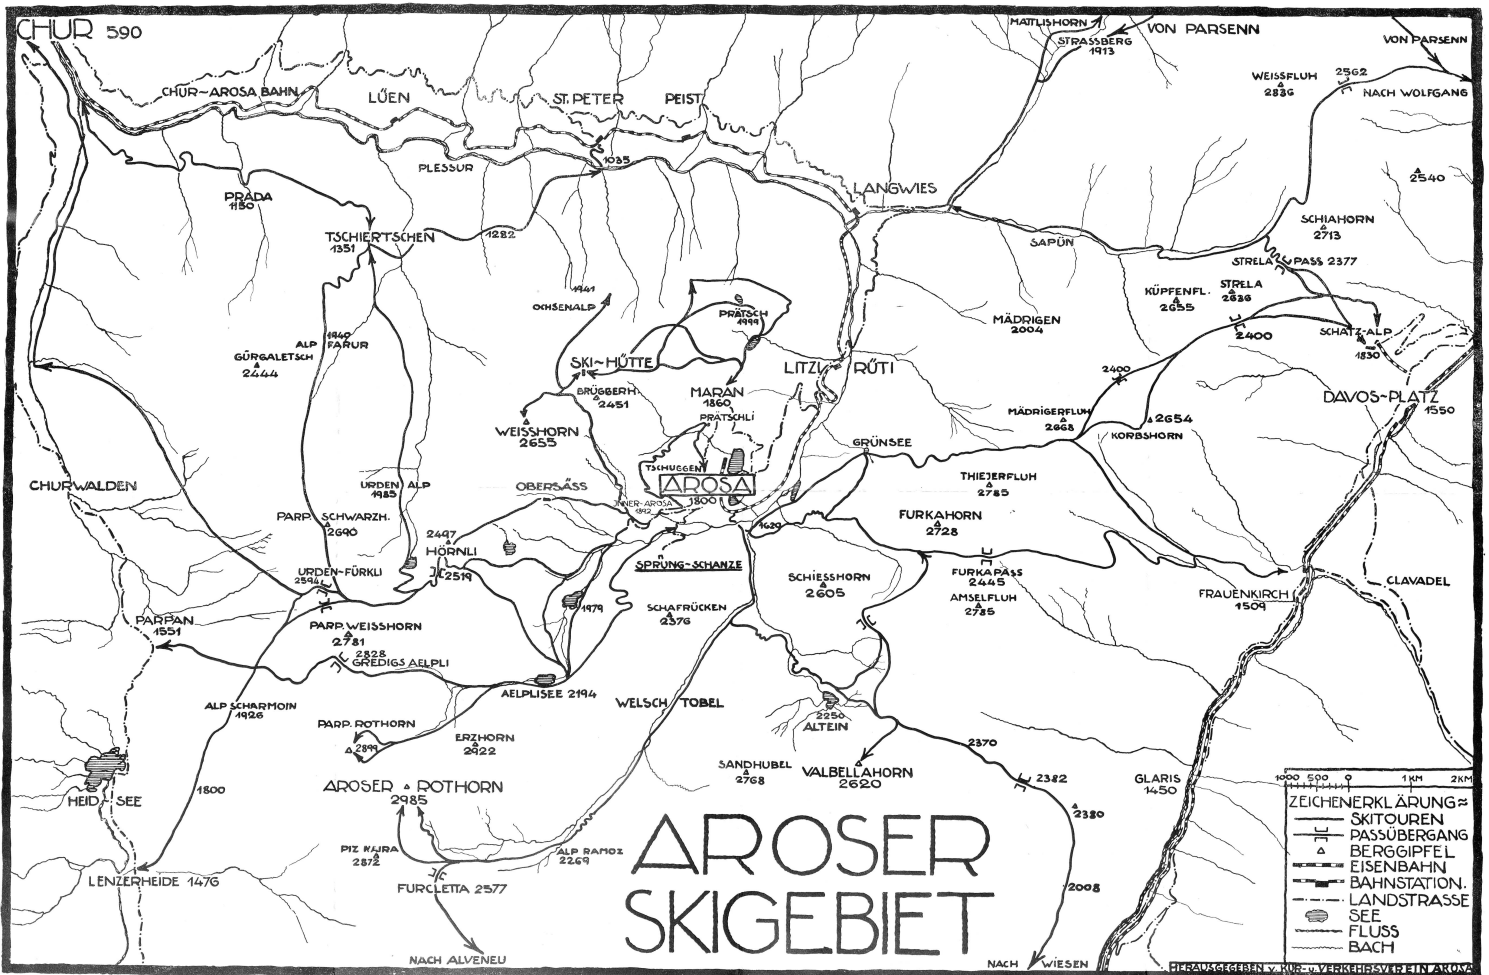 CHUR 590
MATTLISHORN
STRASSBERG
1913
VON PARSENN
VON PARSENN
WEISSFLUH
2836
2562
NACH WOLFGANG
CHUR~AROSA BAHN
LÜEN
ST. PETER
PEIST
1035
PLESSUR
PRADA
1150
TSCHIERTSCHEN
1351
1282
LANGWIES
SAPÜN
2540
SCHIAHORN
2713
STRELA PASS 2377
STRELA
2636
KÜPFENFL.
2655
MÄDRIGEN
2004
2400
SCHATZ-ALP
1830
DAVOS~PLATZ
1550
1941
OCHSENALP
PRÄTSCH
1999
1940
ALP FARUR
GÜRGALETSCH
2444
SKI~HÜTTE
BRÜGGERH.
2451
MARAN
1860
PRÄTSCHLI
LITZI RÜTI
WEISSHORN
2655
2400
MÄDRIGERFLUH
2668
2654
KORBSHORN
GRÜNSEE
TSCHUGGEN
AROSA
1800
INNER-AROSA
1892
OBERSÄSS
CHURWALDEN
URDEN ALP
1985
PARP. SCHWARZH.
2690
THIEJERFLUH
2785
FURKAHORN
2728
1620
2497
HÖRNLI
2519
SPRUNG~SCHANZE
URDEN-FÜRKLI
2594
SCHIESSHORN
2605
FURKAPASS
2445
AMSELFLUH
2785
FRAUENKIRCH
1509
CLAVADEL
PARPAN
1551
1979
SCHAFRÜCKEN
2376
PARP. WEISSHORN
2781
2828
GREDIGS AELPLI
AELPLISEE 2194
ALP SCHARMOIN
1926
WELSCH TOBEL
PARP. ROTHORN
2899
ERZHORN
2922
2250
ALTEIN
2370
SANDHUBEL
2768
VALBELLAHORN
2620
2382
2380
GLARIS
1450
HEID-SEE
1800
AROSER ROTHORN
2985
PIZ NAIRA
2872
ALP RAMOZ
2269
LENZERHEIDE 1476
FURCLETTA 2577
2008
NACH ALVENEU
NACH WIESEN
AROSER
SKIGEBIET
1000 500 0 1 KM 2 KM
ZEICHENERKLÄRUNG
SKITOUREN
PASSÜBERGANG
BERGGIPFEL
EISENBAHN
BAHNSTATION.
LANDSTRASSE
SEE
FLUSS
BACH
HERAUSGEGEBEN v. KUR- u. VERKEHRSVEREIN AROSA